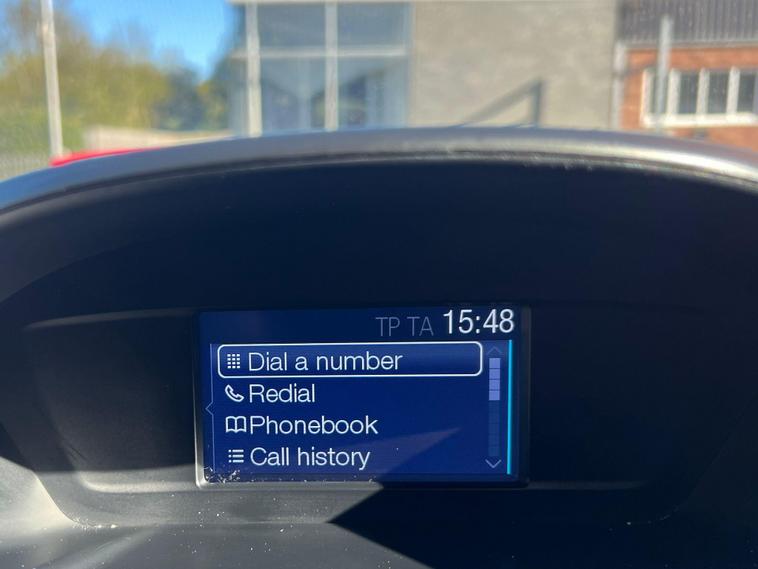 TP TA 15:48
Dial a number
Redial
Phonebook
Call history